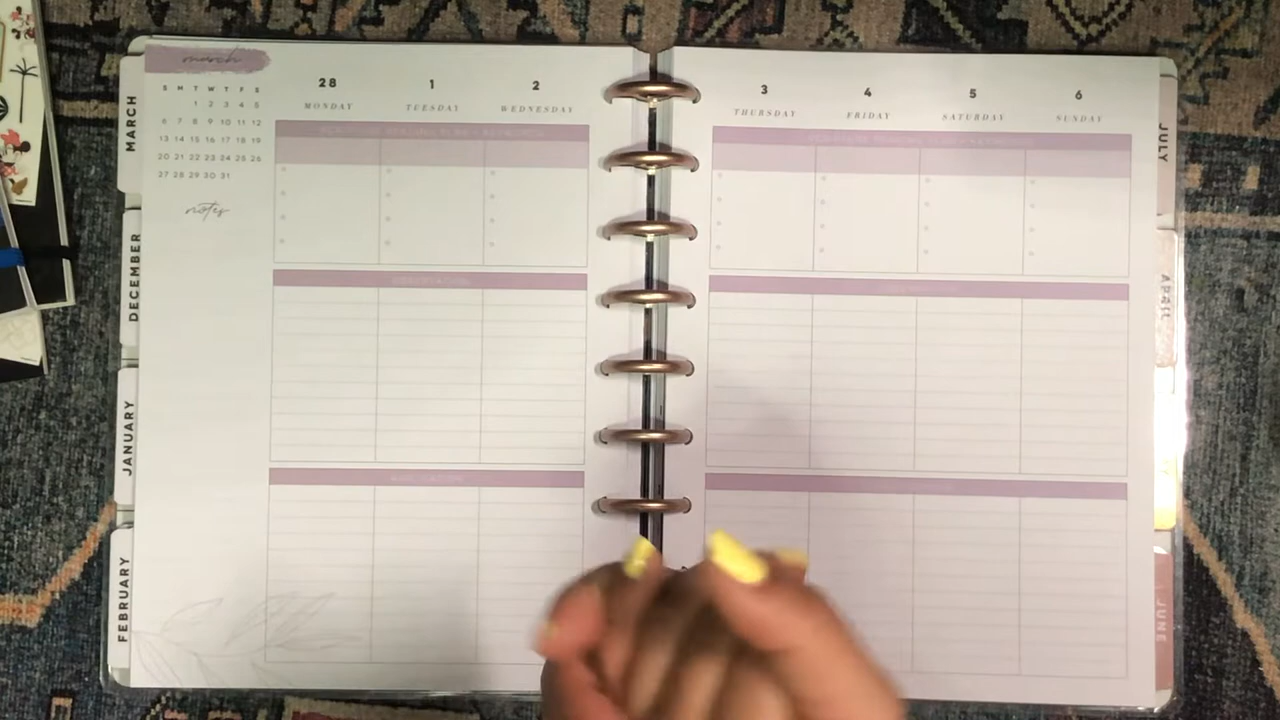 march
S M T W T F S
1 2 3 4 5
6 7 8 9 10 11 12
13 14 15 16 17 18 19
20 21 22 23 24 25 26
27 28 29 30 31
notes
28 1 2
MONDAY TUESDAY WEDNESDAY
3 4 5 6
THURSDAY FRIDAY SATURDAY SUNDAY
MARCH
DECEMBER
JANUARY
FEBRUARY
JULY
APRIL
JUNE